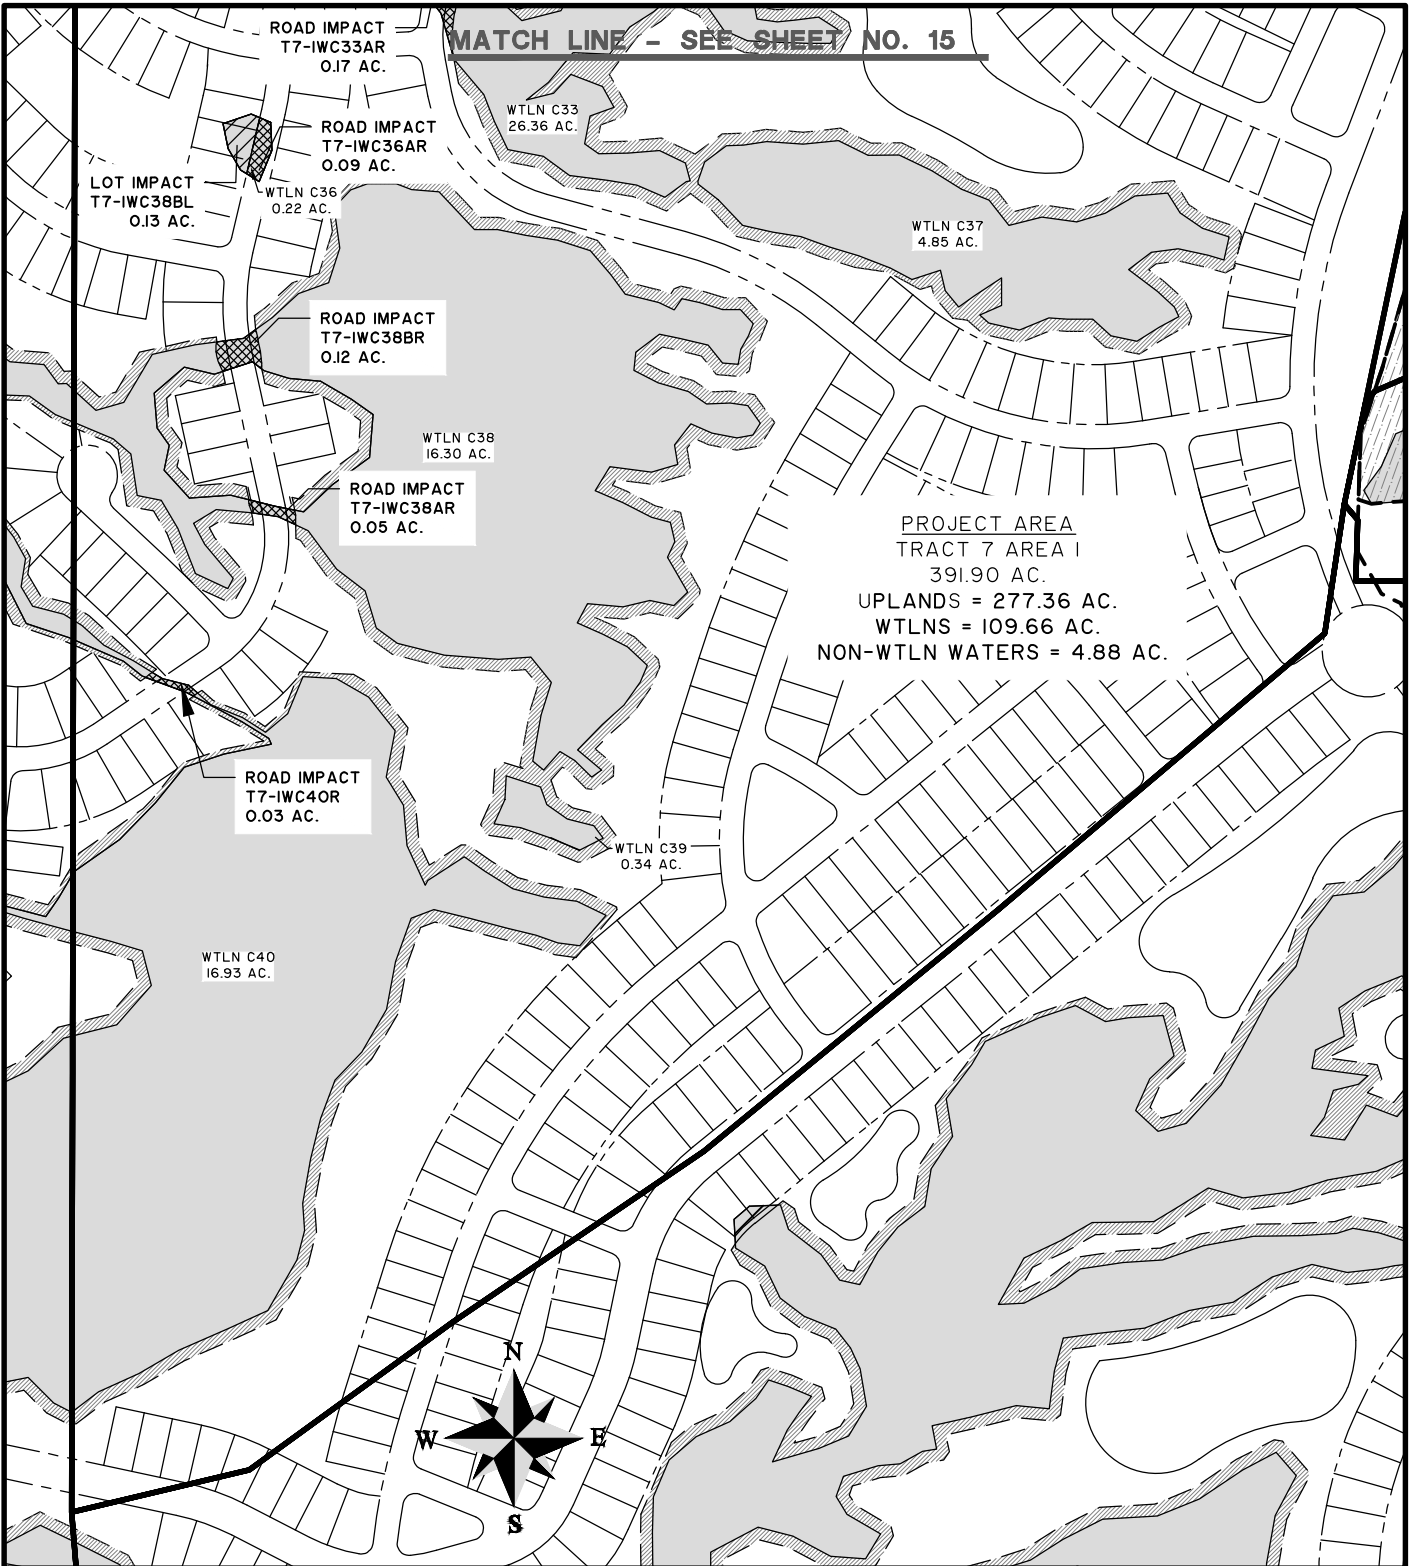 ROAD IMPACT
T7-IWC33AR
0.17 AC.
MATCH LINE - SEE SHEET NO. 15
WTLN C33
26.36 AC.
ROAD IMPACT
T7-IWC36AR
0.09 AC.
LOT IMPACT
T7-IWC38BL
0.13 AC.
WTLN C36
0.22 AC.
WTLN C37
4.85 AC.
ROAD IMPACT
T7-IWC38BR
0.12 AC.
WTLN C38
16.30 AC.
ROAD IMPACT
T7-IWC38AR
0.05 AC.
PROJECT AREA
TRACT 7 AREA 1
391.90 AC.
UPLANDS = 277.36 AC.
WTLNS = 109.66 AC.
NON-WTLN WATERS = 4.88 AC.
ROAD IMPACT
T7-IWC40R
0.03 AC.
WTLN C39
0.34 AC.
WTLN C40
16.93 AC.
N
W E
S